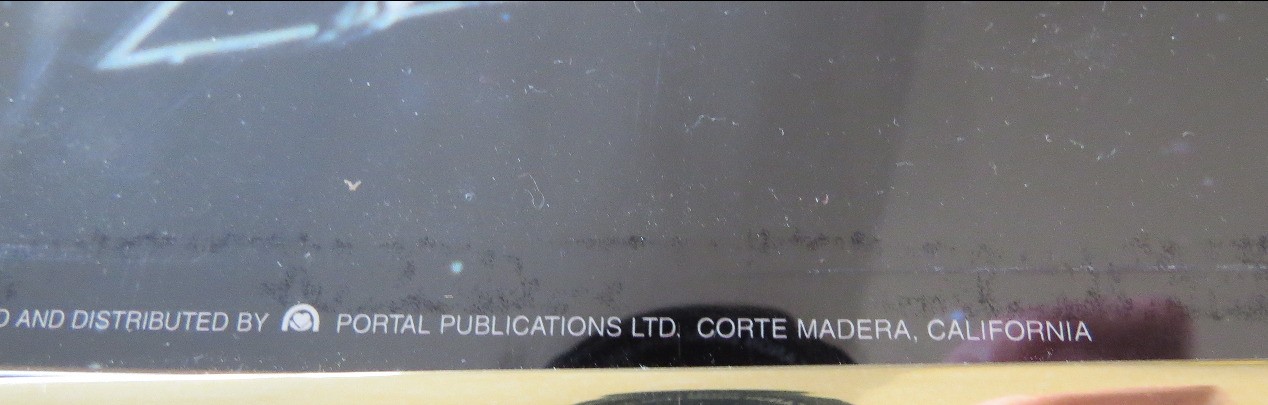 D AND DISTRIBUTED BY PORTAL PUBLICATIONS LTD. CORTE MADERA, CALIFORNIA